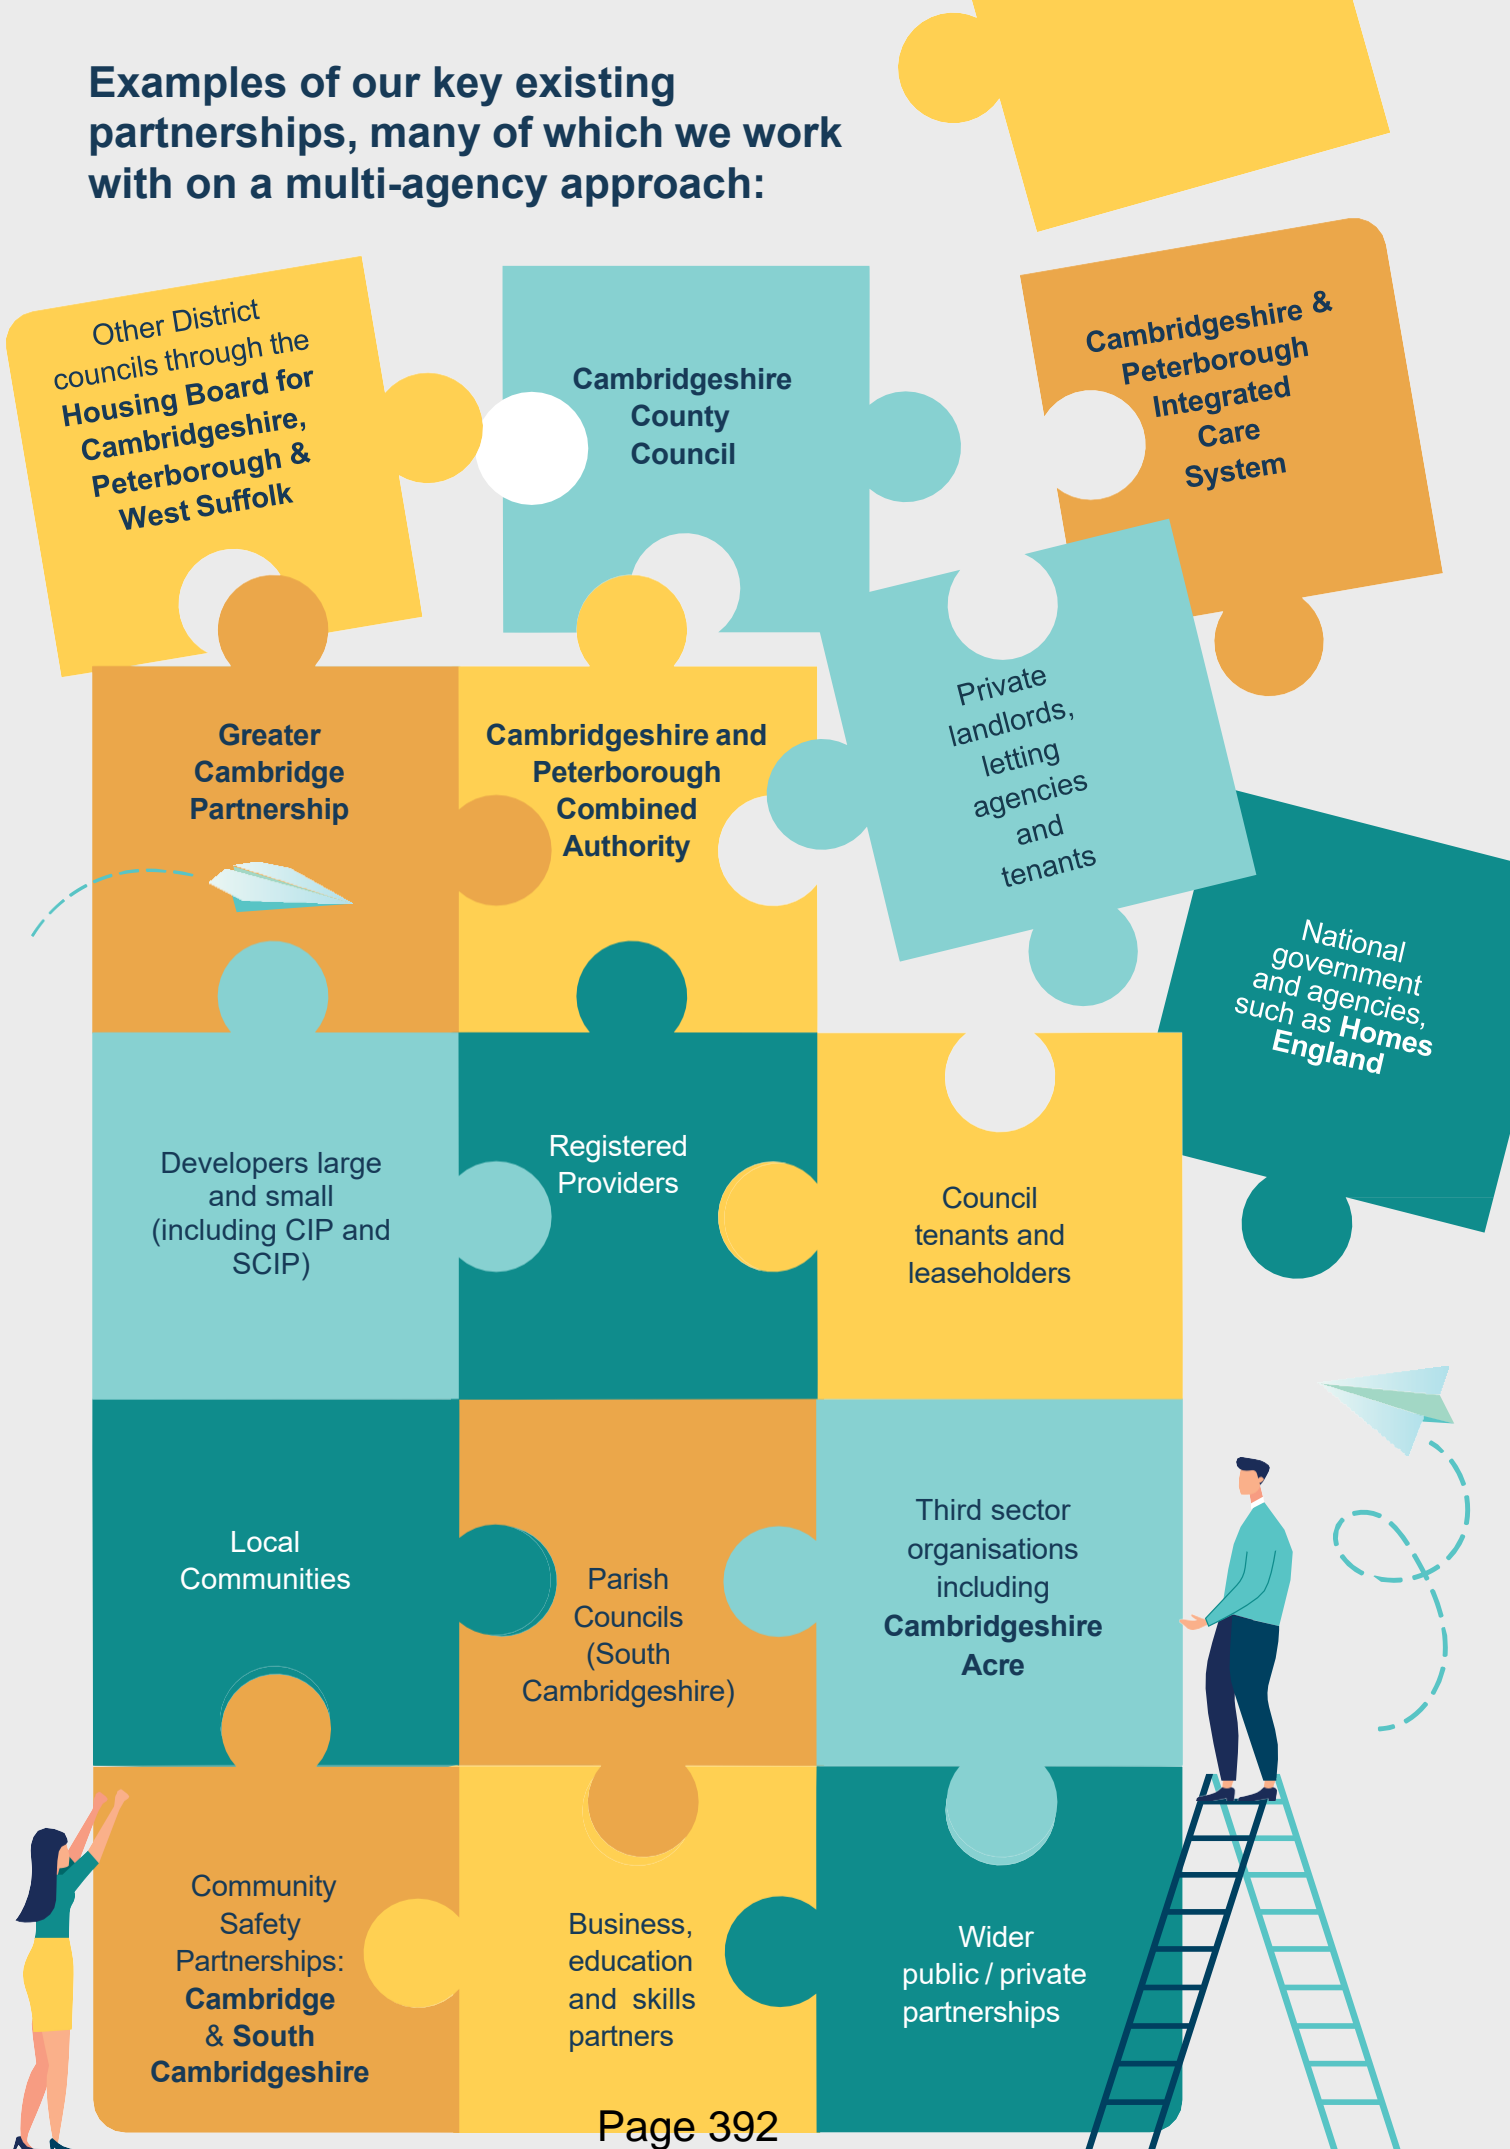 Examples of our key existing
partnerships, many of which we work
with on a multi-agency approach:
Other District
councils through the
Housing Board for
Cambridgeshire,
Peterborough &
West Suffolk
Cambridgeshire
County
Council
Cambridgeshire &
Peterborough
Integrated
Care
System
Greater
Cambridge
Partnership
Cambridgeshire and
Peterborough
Combined
Authority
Private
landlords,
letting
agencies
and
tenants
National
government
and agencies,
such as Homes
England
Developers large
and small
(including CIP and
SCIP)
Registered
Providers
Council
tenants and
leaseholders
Local
Communities
Parish
Councils
(South
Cambridgeshire)
Third sector
organisations
including
Cambridgeshire
Acre
Community
Safety
Partnerships:
Cambridge
& South
Cambridgeshire
Business,
education
and skills
partners
Wider
public / private
partnerships
Page 392